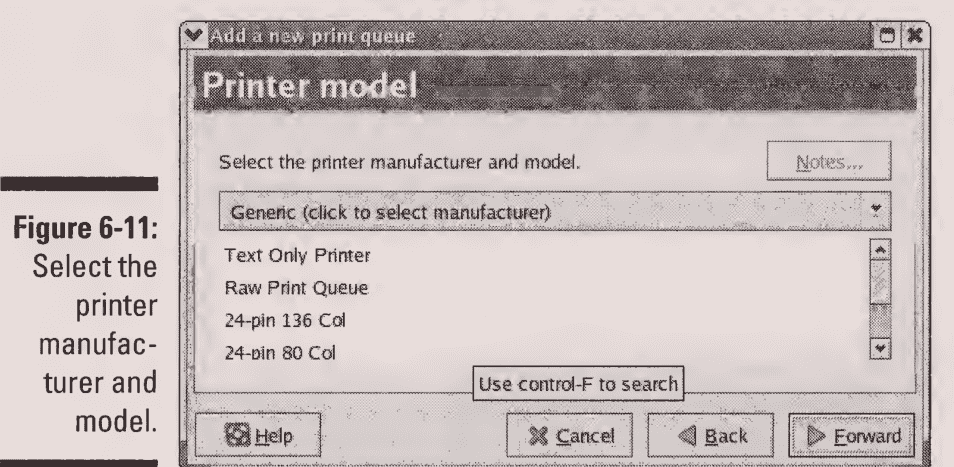 Add a new print queue
Printer model
Select the printer manufacturer and model.
Notes...
Generic (click to select manufacturer)
Text Only Printer
Raw Print Queue
24-pin 136 Col
24-pin 80 Col
Use control-F to search
Help
Cancel
Back
Forward
Figure 6-11:
Select the
printer
manufac-
turer and
model.